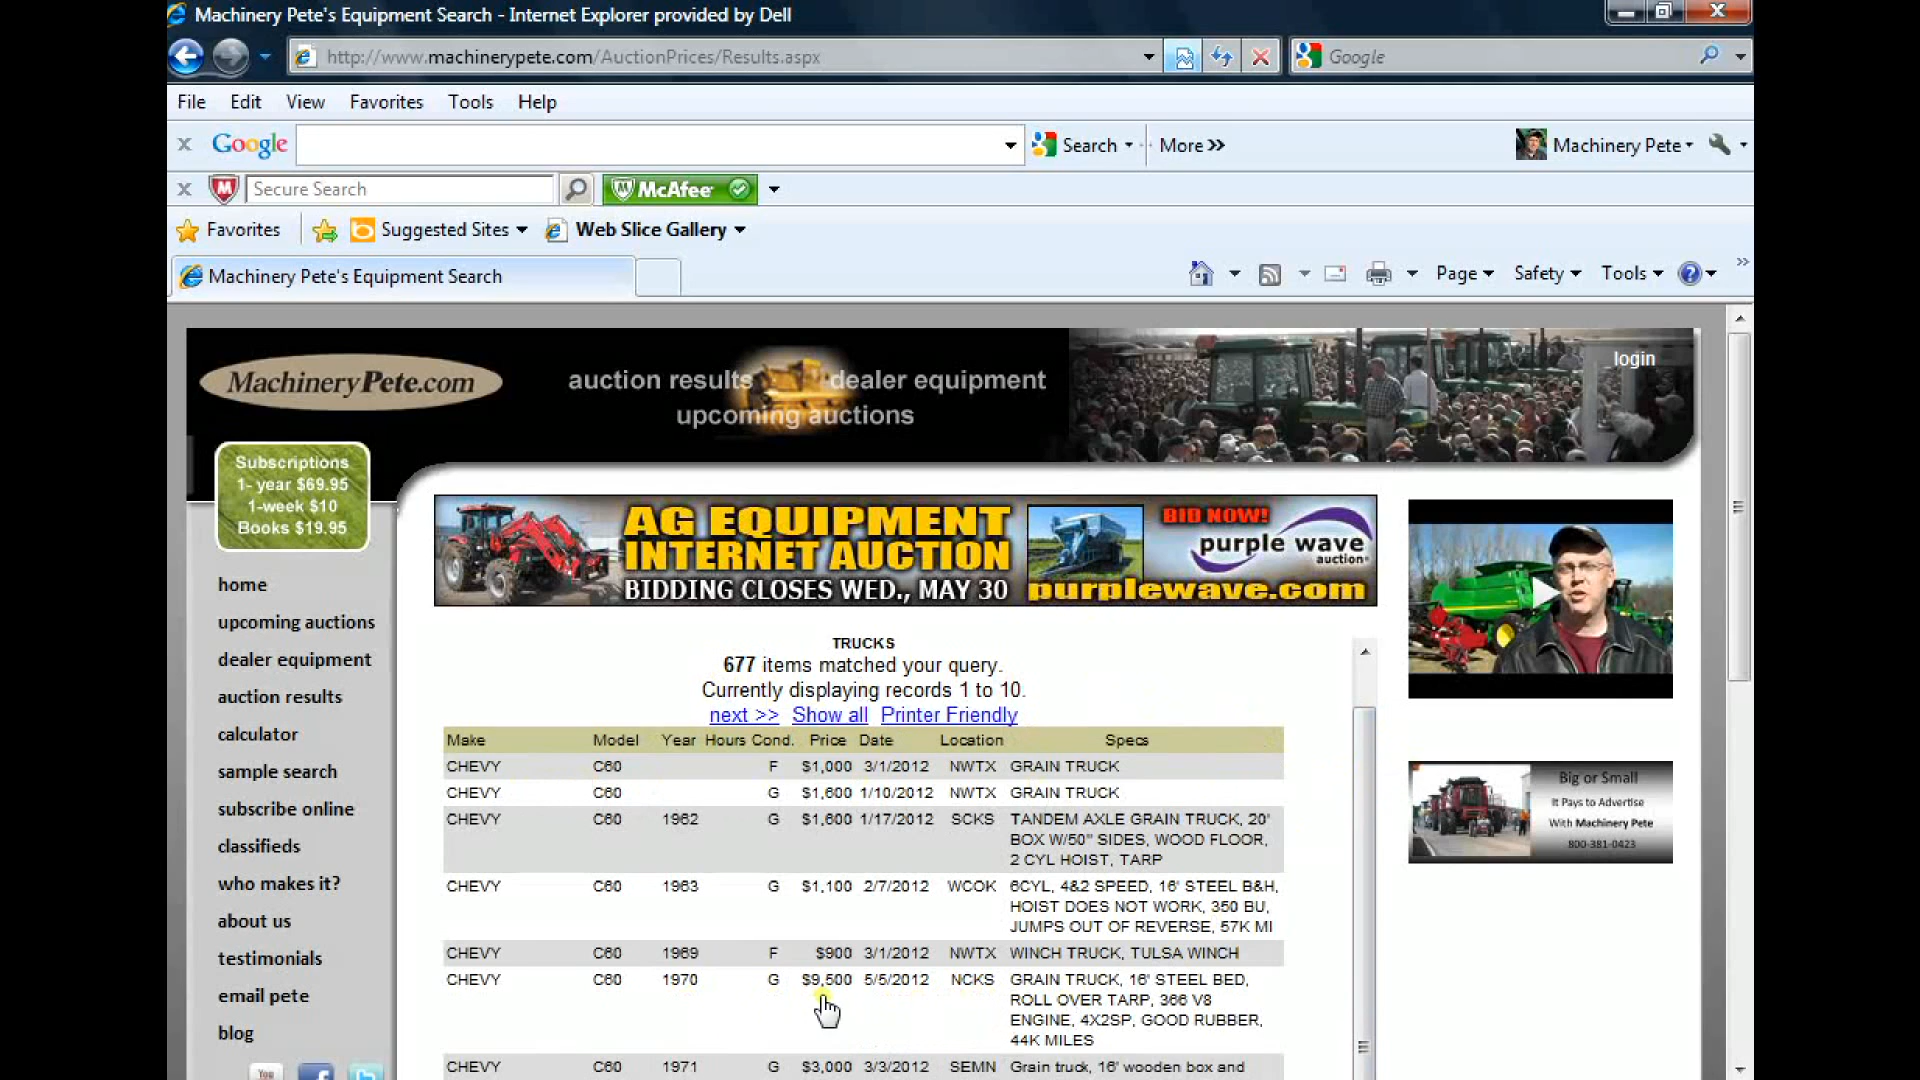 Machinery Pete's Equipment Search - Internet Explorer provided by Dell
http://www.machinerypete.com/AuctionPrices/Results.aspx
Google
File Edit View Favorites Tools Help
x Google Search More >> Machinery Pete
x Secure Search McAfee
Favorites Suggested Sites Web Slice Gallery
Machinery Pete's Equipment Search
Page Safety Tools
MachineryPete.com
auction results dealer equipment
upcoming auctions
login
Subscriptions
1- year $69.95
1-week $10
Books $19.95
home
upcoming auctions
dealer equipment
auction results
calculator
sample search
subscribe online
classifieds
who makes it?
about us
testimonials
email pete
blog
You
AG EQUIPMENT
INTERNET AUCTION
BIDDING CLOSES WED., MAY 30
BID NOW!
purple wave
auction
purplewave.com
TRUCKS
677 items matched your query.
Currently displaying records 1 to 10.
next >> Show all Printer Friendly
Make Model Year Hours Cond. Price Date Location Specs
CHEVY C60 F $1,000 3/1/2012 NWTX GRAIN TRUCK
CHEVY C60 G $1,600 1/10/2012 NWTX GRAIN TRUCK
CHEVY C60 1962 G $1,600 1/17/2012 SCKS TANDEM AXLE GRAIN TRUCK, 20'
BOX W/50" SIDES, WOOD FLOOR,
2 CYL HOIST, TARP
CHEVY C60 1963 G $1,100 2/7/2012 WCOK 6CYL, 4&2 SPEED, 16' STEEL B&H,
HOIST DOES NOT WORK, 350 BU,
JUMPS OUT OF REVERSE, 57K MI
CHEVY C60 1969 F $900 3/1/2012 NWTX WINCH TRUCK, TULSA WINCH
CHEVY C60 1970 G $9,500 5/5/2012 NCKS GRAIN TRUCK, 16' STEEL BED,
ROLL OVER TARP, 366 V8
ENGINE, 4X2SP, GOOD RUBBER,
44K MILES
CHEVY C60 1971 G $3,000 3/3/2012 SEMN Grain truck, 16' wooden box and
Big or Small
It Pays to Advertise
With Machinery Pete
800-381-0423